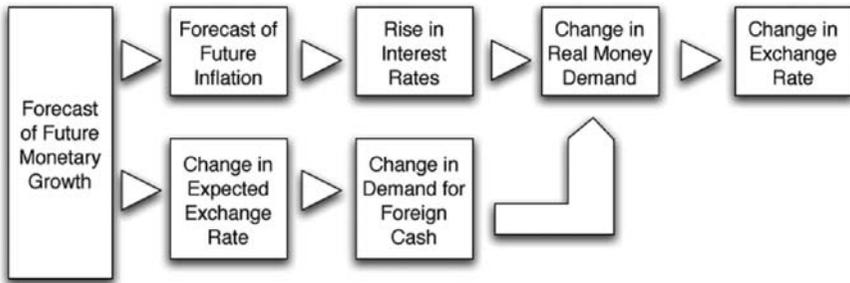 Forecast
of Future
Monetary
Growth
Forecast of
Future
Inflation
Rise in
Interest
Rates
Change in
Real Money
Demand
Change in
Exchange
Rate
Change in
Expected
Exchange
Rate
Change in
Demand for
Foreign
Cash